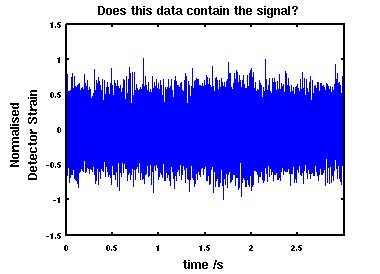 Does this data contain the signal?
1.5
1
0.5
0
-0.5
-1
-1.5
Normalised
Detector Strain
0 0.5 1 1.5 2 2.5
time /s